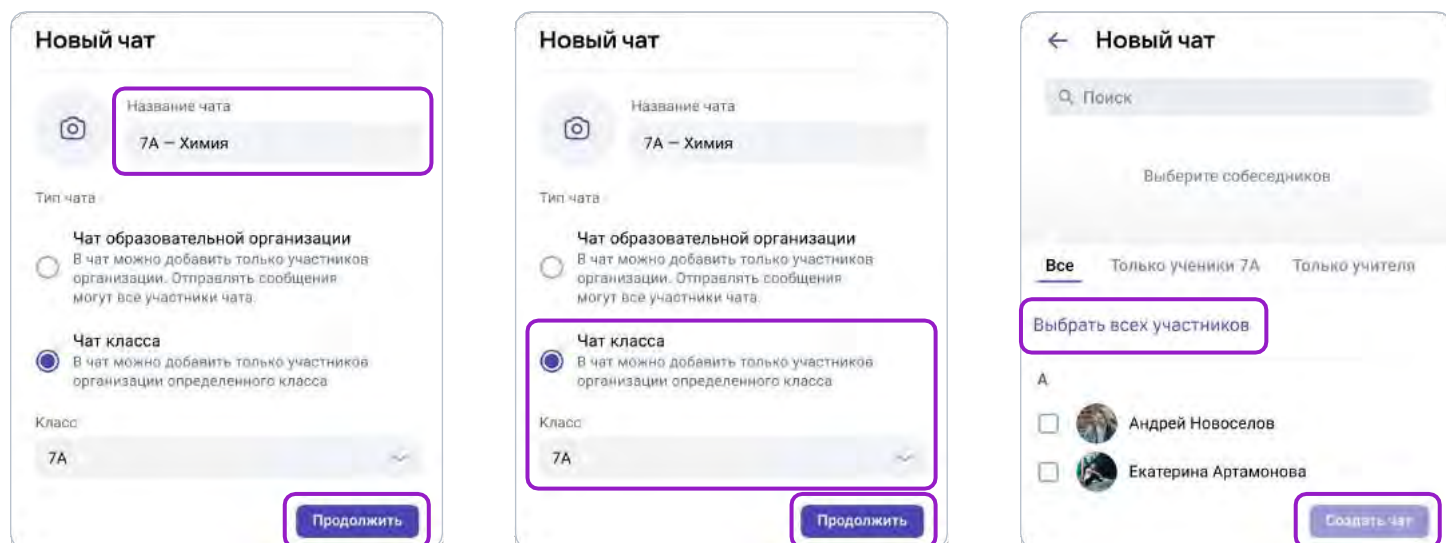 Новый чат
Название чата
7А – Химия
Тип чата
Чат образовательной организации
В чат можно добавить только участников
организации. Отправлять сообщения
могут все участники чата.
Чат класса
В чат можно добавить только участников
организации определенного класса
Класс
7А
Продолжить
Новый чат
Название чата
7А – Химия
Тип чата
Чат образовательной организации
В чат можно добавить только участников
организации. Отправлять сообщения
могут все участники чата.
Чат класса
В чат можно добавить только участников
организации определенного класса
Класс
7А
Продолжить
Новый чат
Поиск
Выберите собеседников
Все Только ученики 7А Только учителя
Выбрать всех участников
А
Андрей Новоселов
Екатерина Артамонова
Создать чат